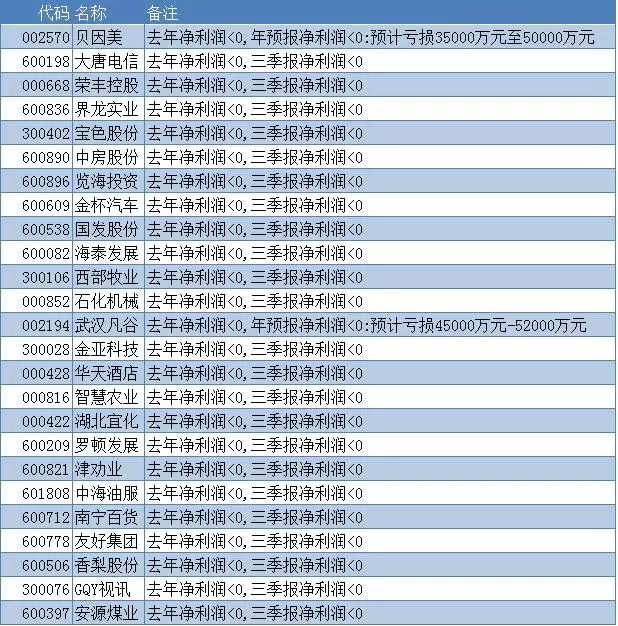 代码 名称 备注
002570 贝因美 去年净利润<0,年预报净利润<0:预计亏损35000万元至50000万元
600198 大唐电信 去年净利润<0,三季报净利润<0
000668 荣丰控股 去年净利润<0,三季报净利润<0
600836 界龙实业 去年净利润<0,三季报净利润<0
300402 宝色股份 去年净利润<0,三季报净利润<0
600890 中房股份 去年净利润<0,三季报净利润<0
600896 览海投资 去年净利润<0,三季报净利润<0
600609 金杯汽车 去年净利润<0,三季报净利润<0
600538 国发股份 去年净利润<0,三季报净利润<0
600082 海泰发展 去年净利润<0,三季报净利润<0
300106 西部牧业 去年净利润<0,三季报净利润<0
000852 石化机械 去年净利润<0,三季报净利润<0
002194 武汉凡谷 去年净利润<0,年预报净利润<0:预计亏损45000万元-52000万元
300028 金亚科技 去年净利润<0,三季报净利润<0
000428 华天酒店 去年净利润<0,三季报净利润<0
000816 智慧农业 去年净利润<0,三季报净利润<0
000422 湖北宜化 去年净利润<0,三季报净利润<0
600209 罗顿发展 去年净利润<0,三季报净利润<0
600821 津劝业 去年净利润<0,三季报净利润<0
601808 中海油服 去年净利润<0,三季报净利润<0
600712 南宁百货 去年净利润<0,三季报净利润<0
600778 友好集团 去年净利润<0,三季报净利润<0
600506 香梨股份 去年净利润<0,三季报净利润<0
300076 GQY视讯 去年净利润<0,三季报净利润<0
600397 安源煤业 去年净利润<0,三季报净利润<0